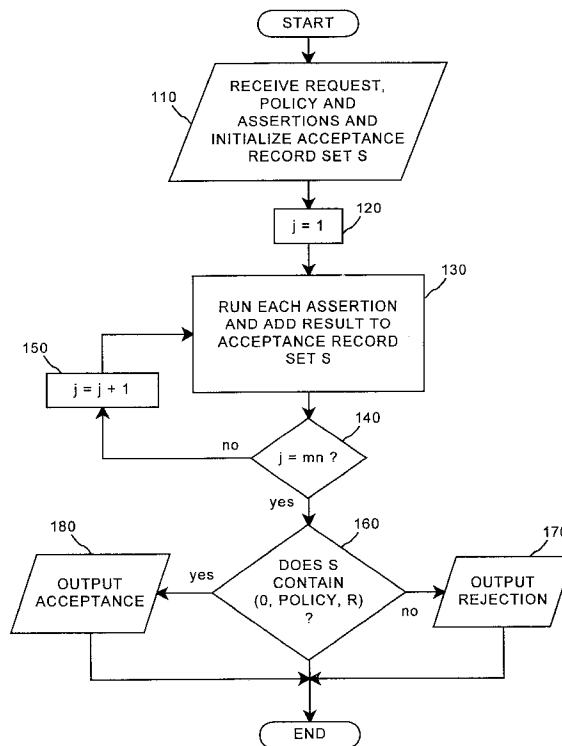 START
110
RECEIVE REQUEST,
POLICY AND
ASSERTIONS AND
INITIALIZE ACCEPTANCE
RECORD SET S
120
j = 1
130
RUN EACH ASSERTION
AND ADD RESULT TO
ACCEPTANCE RECORD
SET S
150
j = j + 1
140
no
j = mn ?
yes
160
180
170
DOES S
CONTAIN
(0, POLICY, R)
?
yes
no
OUTPUT
ACCEPTANCE
OUTPUT
REJECTION
END